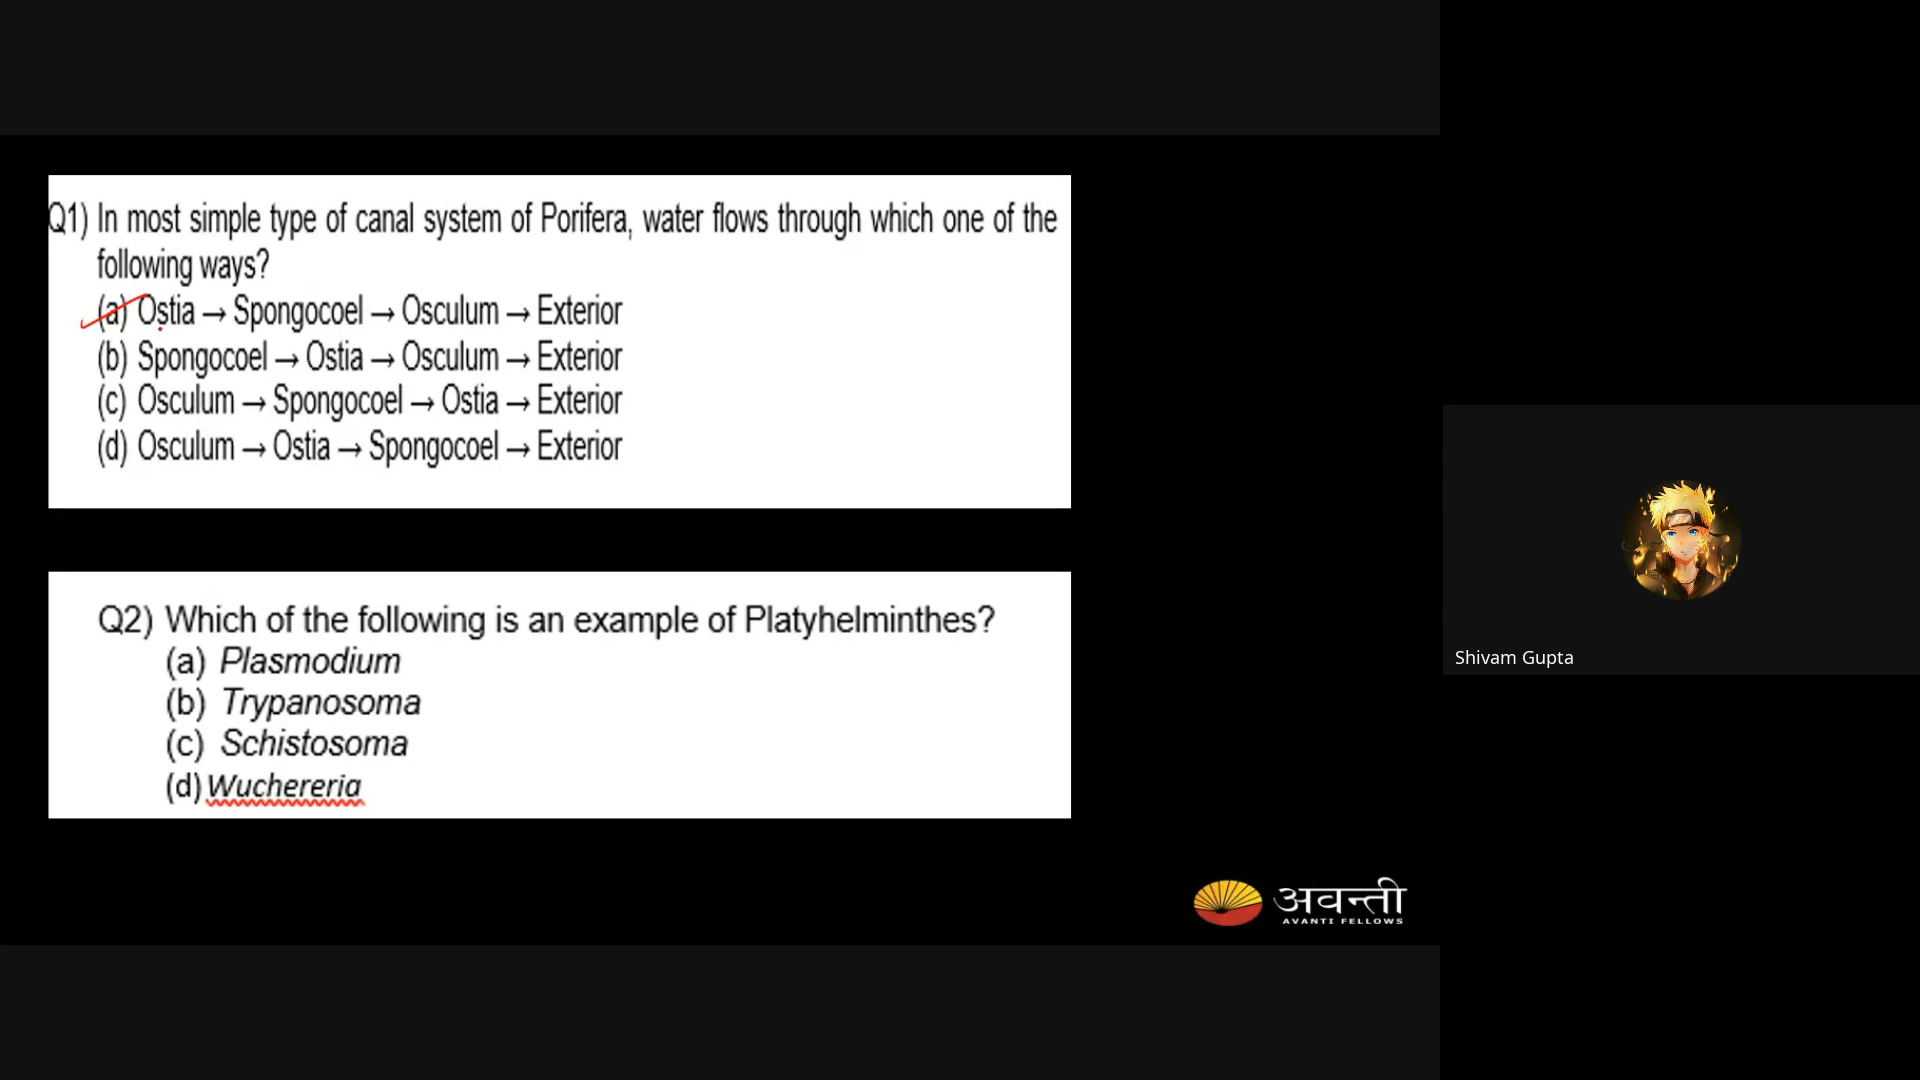 Q1) In most simple type of canal system of Porifera, water flows through which one of the
following ways?
(a) Ostia → Spongocoel → Osculum → Exterior
(b) Spongocoel → Ostia → Osculum → Exterior
(c) Osculum → Spongocoel → Ostia → Exterior
(d) Osculum → Ostia → Spongocoel → Exterior
Q2) Which of the following is an example of Platyhelminthes?
(a) Plasmodium
(b) Trypanosoma
(c) Schistosoma
(d) Wuchereria
Shivam Gupta
अवन्ती
AVANTI FELLOWS